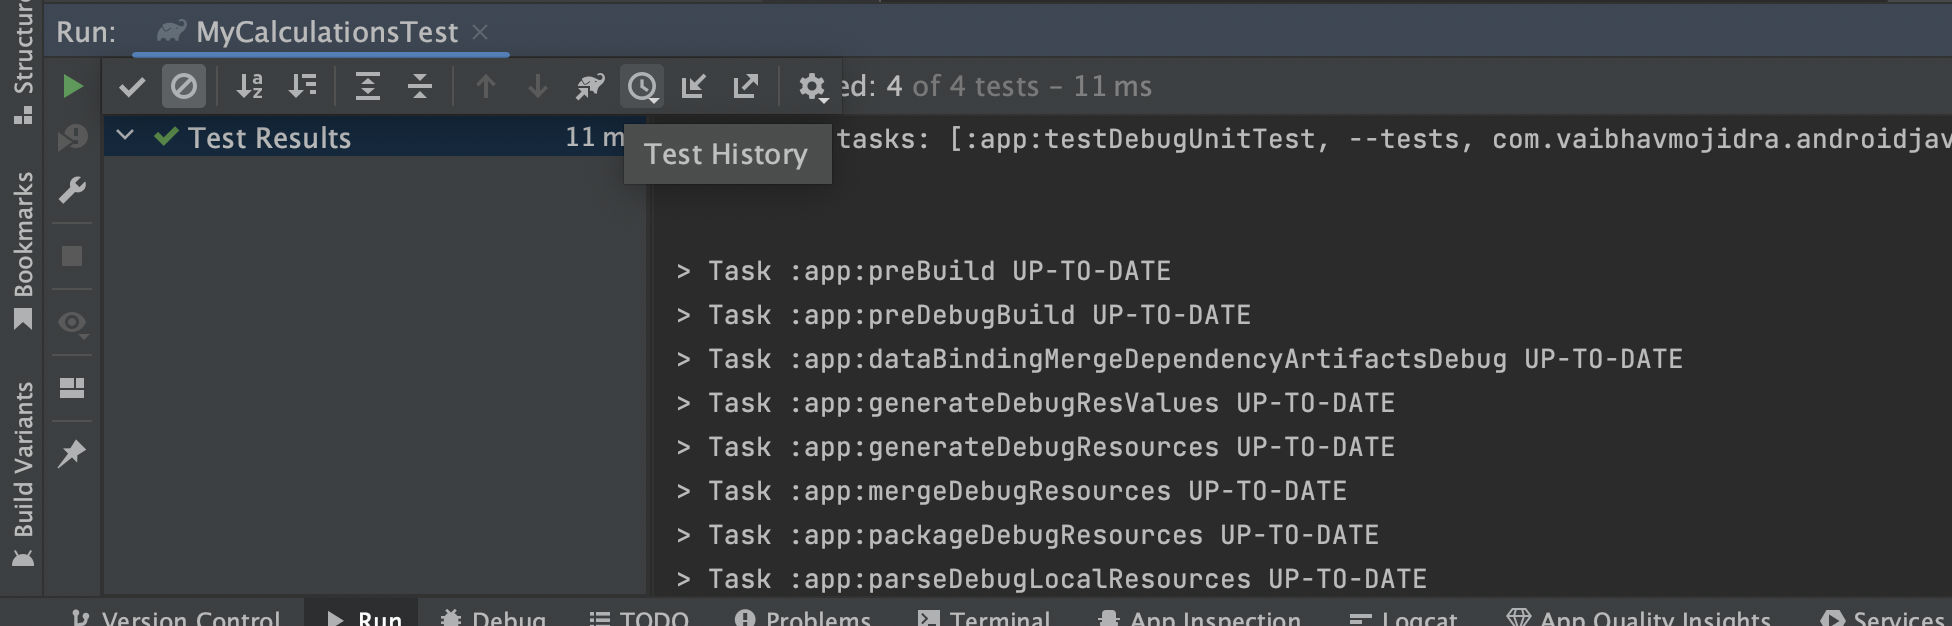 Structure
Bookmarks
Build Variants
Run: MyCalculationsTest
ed: 4 of 4 tests – 11 ms
Test Results 11 m
Test History
tasks: [:app:testDebugUnitTest, --tests, com.vaibhavmojidra.androidjav
> Task :app:preBuild UP-TO-DATE
> Task :app:preDebugBuild UP-TO-DATE
> Task :app:dataBindingMergeDependencyArtifactsDebug UP-TO-DATE
> Task :app:generateDebugResValues UP-TO-DATE
> Task :app:generateDebugResources UP-TO-DATE
> Task :app:mergeDebugResources UP-TO-DATE
> Task :app:packageDebugResources UP-TO-DATE
> Task :app:parseDebugLocalResources UP-TO-DATE
Version Control Run Debug TODO Problems Terminal App Inspection Logcat App Quality Insights Services